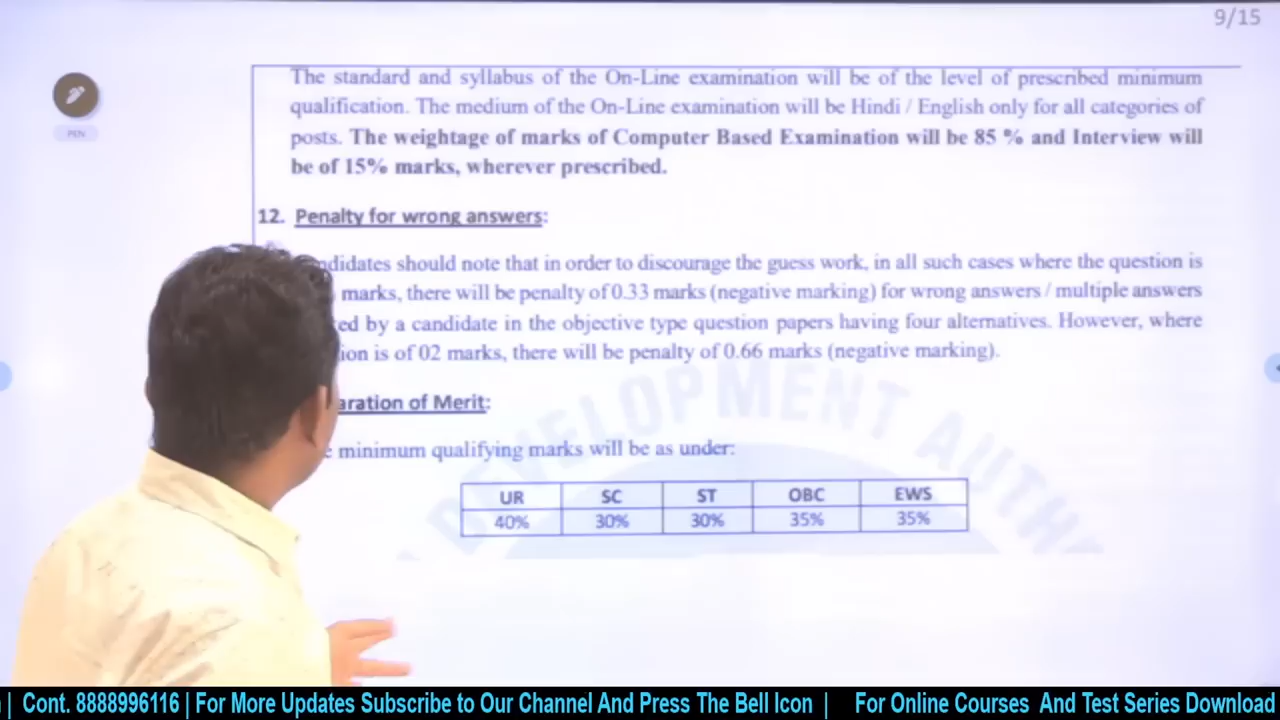 9/15
PEN
The standard and syllabus of the On-Line examination will be of the level of prescribed minimum
qualification. The medium of the On-Line examination will be Hindi / English only for all categories of
posts. The weightage of marks of Computer Based Examination will be 85 % and Interview will
be of 15% marks, wherever prescribed.
12. Penalty for wrong answers:
ndidates should note that in order to discourage the guess work, in all such cases where the question is
marks, there will be penalty of 0.33 marks (negative marking) for wrong answers / multiple answers
ed by a candidate in the objective type question papers having four alternatives. However, where
ion is of 02 marks, there will be penalty of 0.66 marks (negative marking).
aration of Merit:
e minimum qualifying marks will be as under:
UR SC ST OBC EWS
40% 30% 30% 35% 35%
DEVELOPMENT AUTH
| Cont. 8888996116 | For More Updates Subscribe to Our Channel And Press The Bell Icon | For Online Courses And Test Series Download